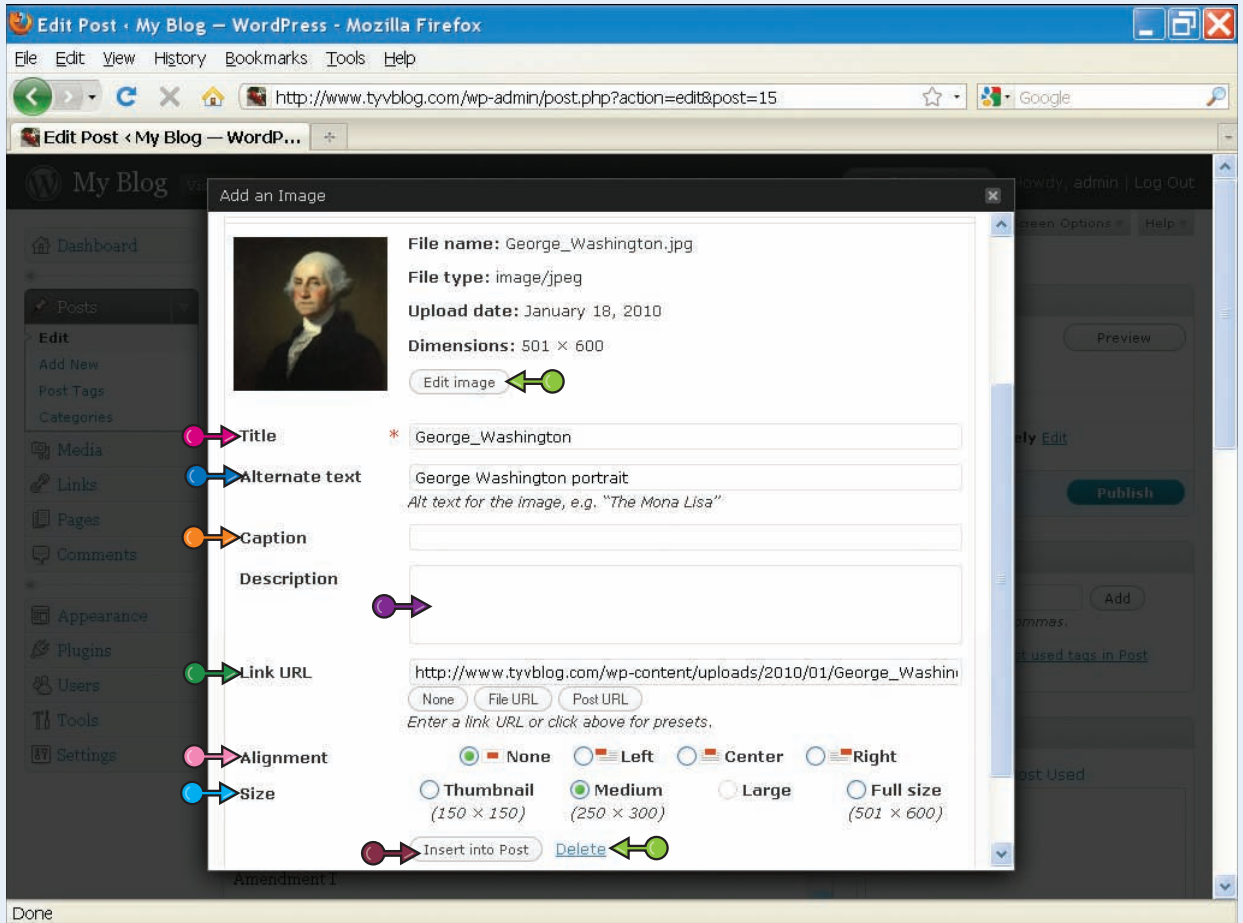 Edit Post ‹ My Blog — WordPress - Mozilla Firefox
File Edit View History Bookmarks Tools Help
http://www.tyvblog.com/wp-admin/post.php?action=edit&post=15
Google
Edit Post ‹ My Blog — WordP...
My Blog
Howdy, admin | Log Out
Add an Image
Screen Options Help
Dashboard
Posts
Edit
Add New
Post Tags
Categories
Media
Links
Pages
Comments
Appearance
Plugins
Users
Tools
Settings
File name: George_Washington.jpg
File type: image/jpeg
Upload date: January 18, 2010
Dimensions: 501 × 600
Edit image
Title * George_Washington
Alternate text George Washington portrait
Alt text for the image, e.g. “The Mona Lisa”
Caption
Description
Link URL http://www.tyvblog.com/wp-content/uploads/2010/01/George_Washin
None File URL Post URL
Enter a link URL or click above for presets.
Alignment None Left Center Right
Size Thumbnail Medium Large Full size
(150 × 150) (250 × 300) (501 × 600)
Insert into Post Delete
Preview
Edit
Publish
Add
used tags in Post
Used
Amendment I
Done